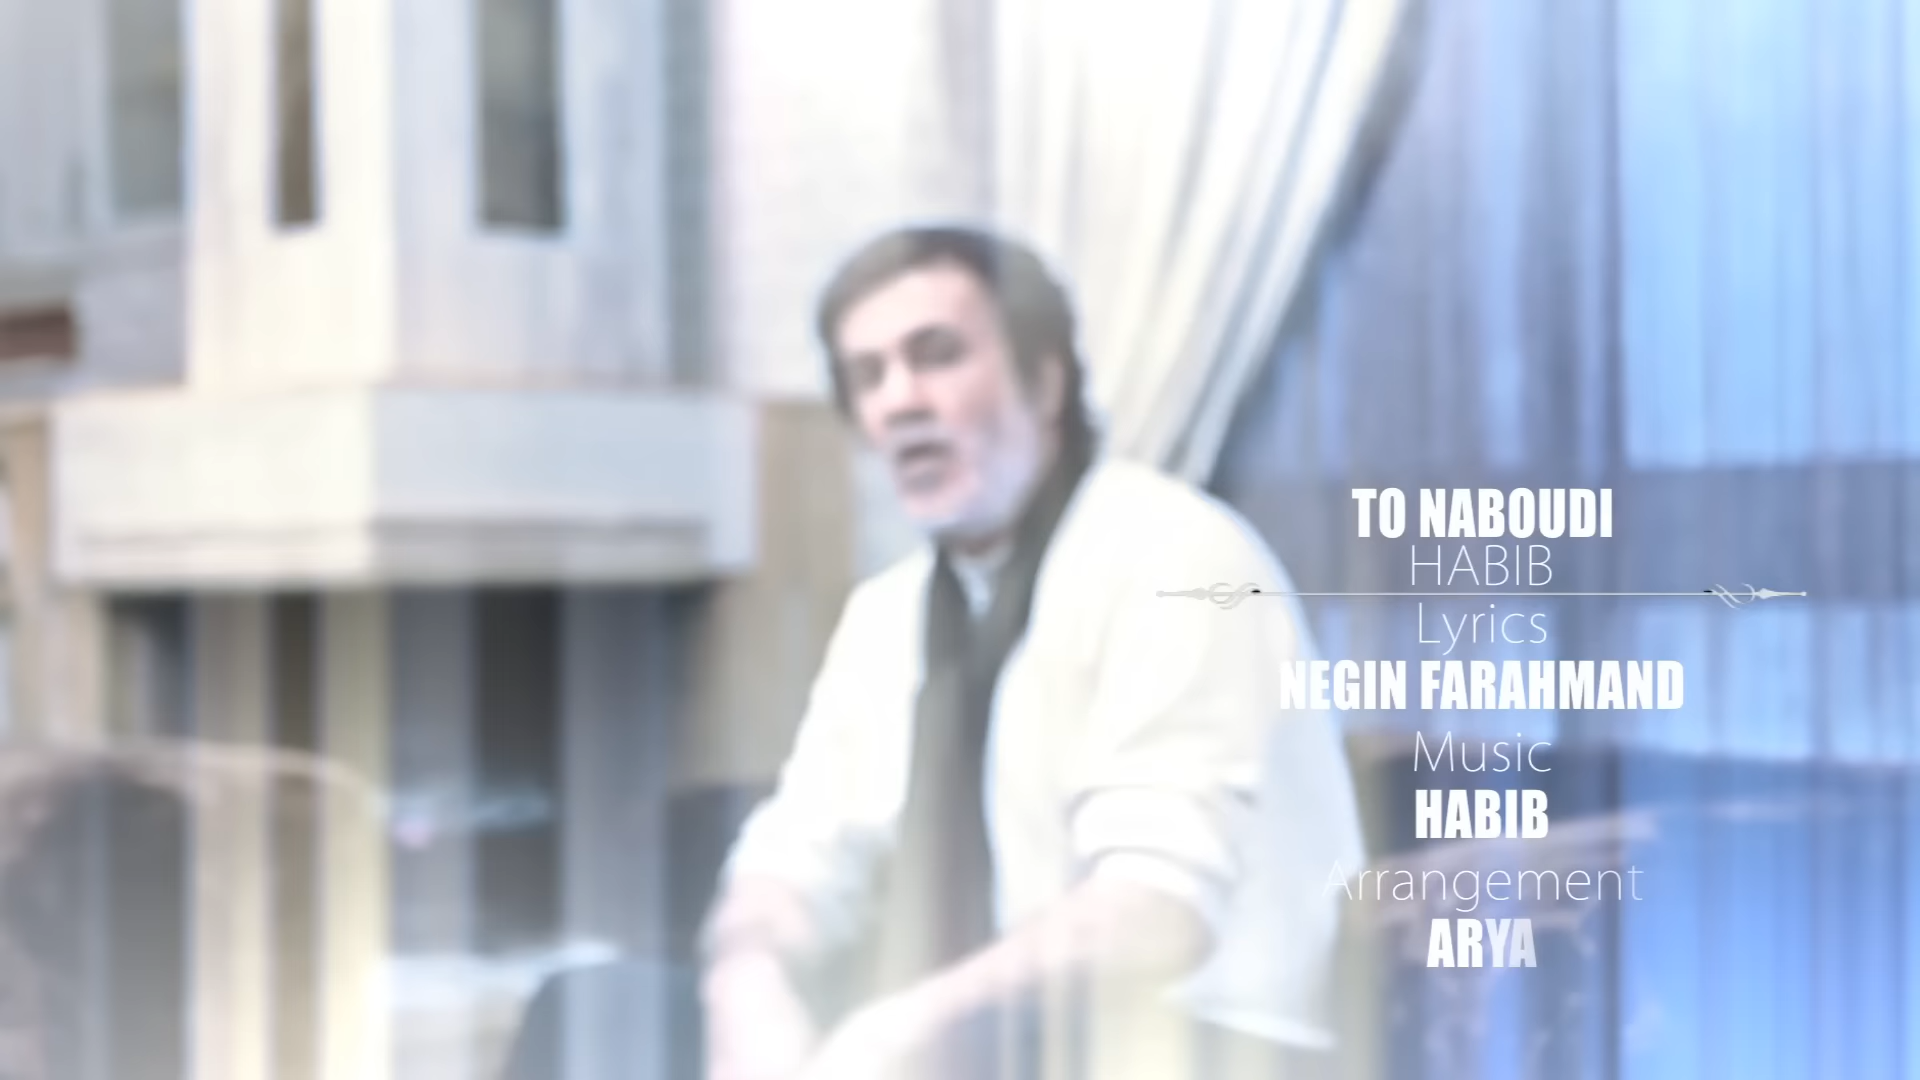 TO NABOUDI
HABIB
Lyrics
NEGIN FARAHMAND
Music
HABIB
Arrangement
ARYA